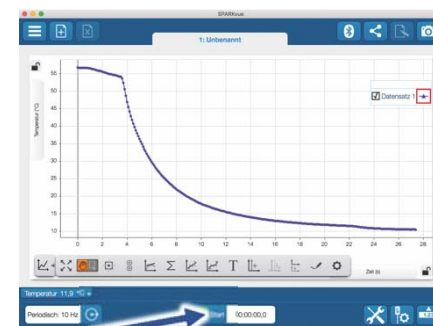 SPARKvue
1: Unbenannt
Temperatur (°C)
55
50
45
40
35
30
25
20
15
10
Datensatz 1
0 2 4 6 8 10 12 14 16 18 20 22 24 26 28
Σ T
Zeit (s)
Temperatur 11,9 °C
Periodisch: 10 Hz
Start
00:00:00,0